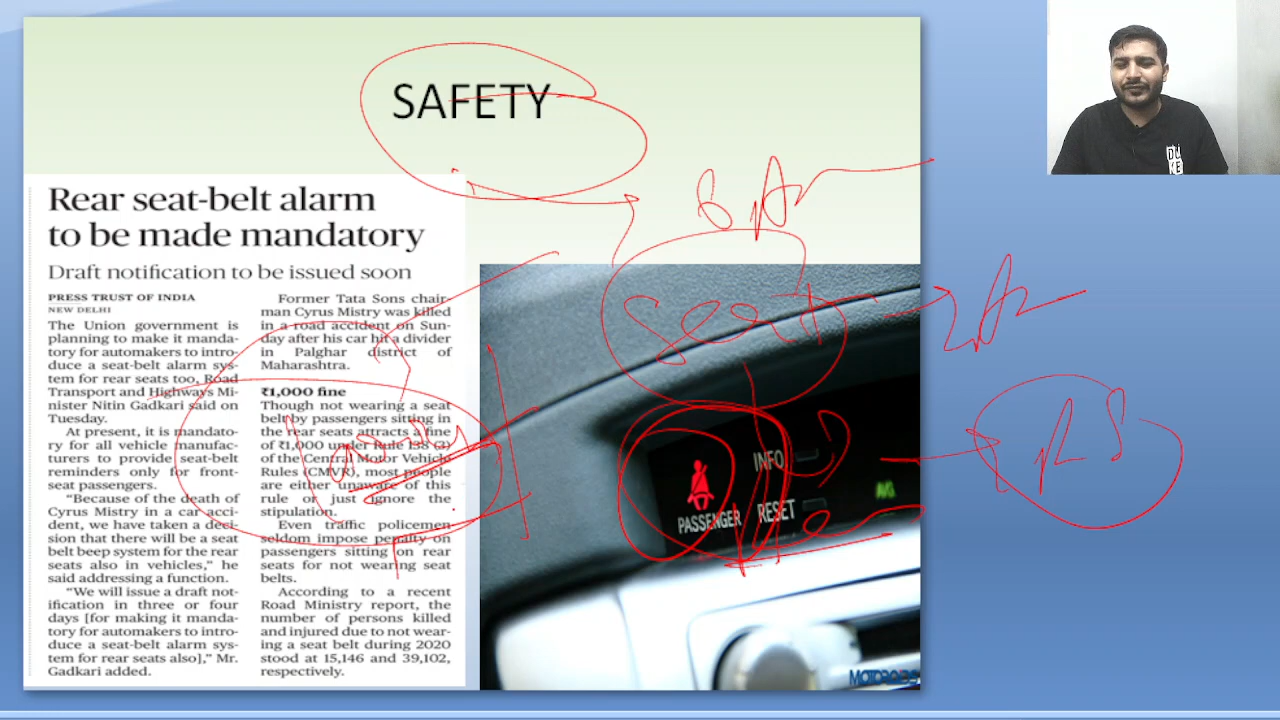 SAFETY
Rear seat-belt alarm
to be made mandatory
Draft notification to be issued soon
PRESS TRUST OF INDIA
NEW DELHI
The Union government is
planning to make it manda-
tory for automakers to intro-
duce a seat-belt alarm sys-
tem for rear seats too, Road
Transport and Highways Mi-
nister Nitin Gadkari said on
Tuesday.
At present, it is mandato-
ry for all vehicle manufac-
turers to provide seat-belt
reminders only for front-
seat passengers.
“Because of the death of
Cyrus Mistry in a car acci-
dent, we have taken a deci-
sion that there will be a seat
belt beep system for the rear
seats also in vehicles,” he
said addressing a function.
“We will issue a draft not-
ification in three or four
days [for making it manda-
tory for automakers to intro-
duce a seat-belt alarm sys-
tem for rear seats also],” Mr.
Gadkari added.
Former Tata Sons chair-
man Cyrus Mistry was killed
in a road accident on Sun-
day after his car hit a divider
in Palghar district of
Maharashtra.
₹1,000 fine
Though not wearing a seat
belt by passengers sitting in
the rear seats attracts a fine
of ₹1,000 under Rule 138 (3)
of the Central Motor Vehicle
Rules (CMVR), most people
are either unaware of this
rule or just ignore the
stipulation.
Even traffic policemen
seldom impose penalty on
passengers sitting on rear
seats for not wearing seat
belts.
According to a recent
Road Ministry report, the
number of persons killed
and injured due to not wear-
ing a seat belt during 2020
stood at 15,146 and 39,102,
respectively.
Seat
RS
INFO
AVG
PASSENGER
RESET
DU
KE